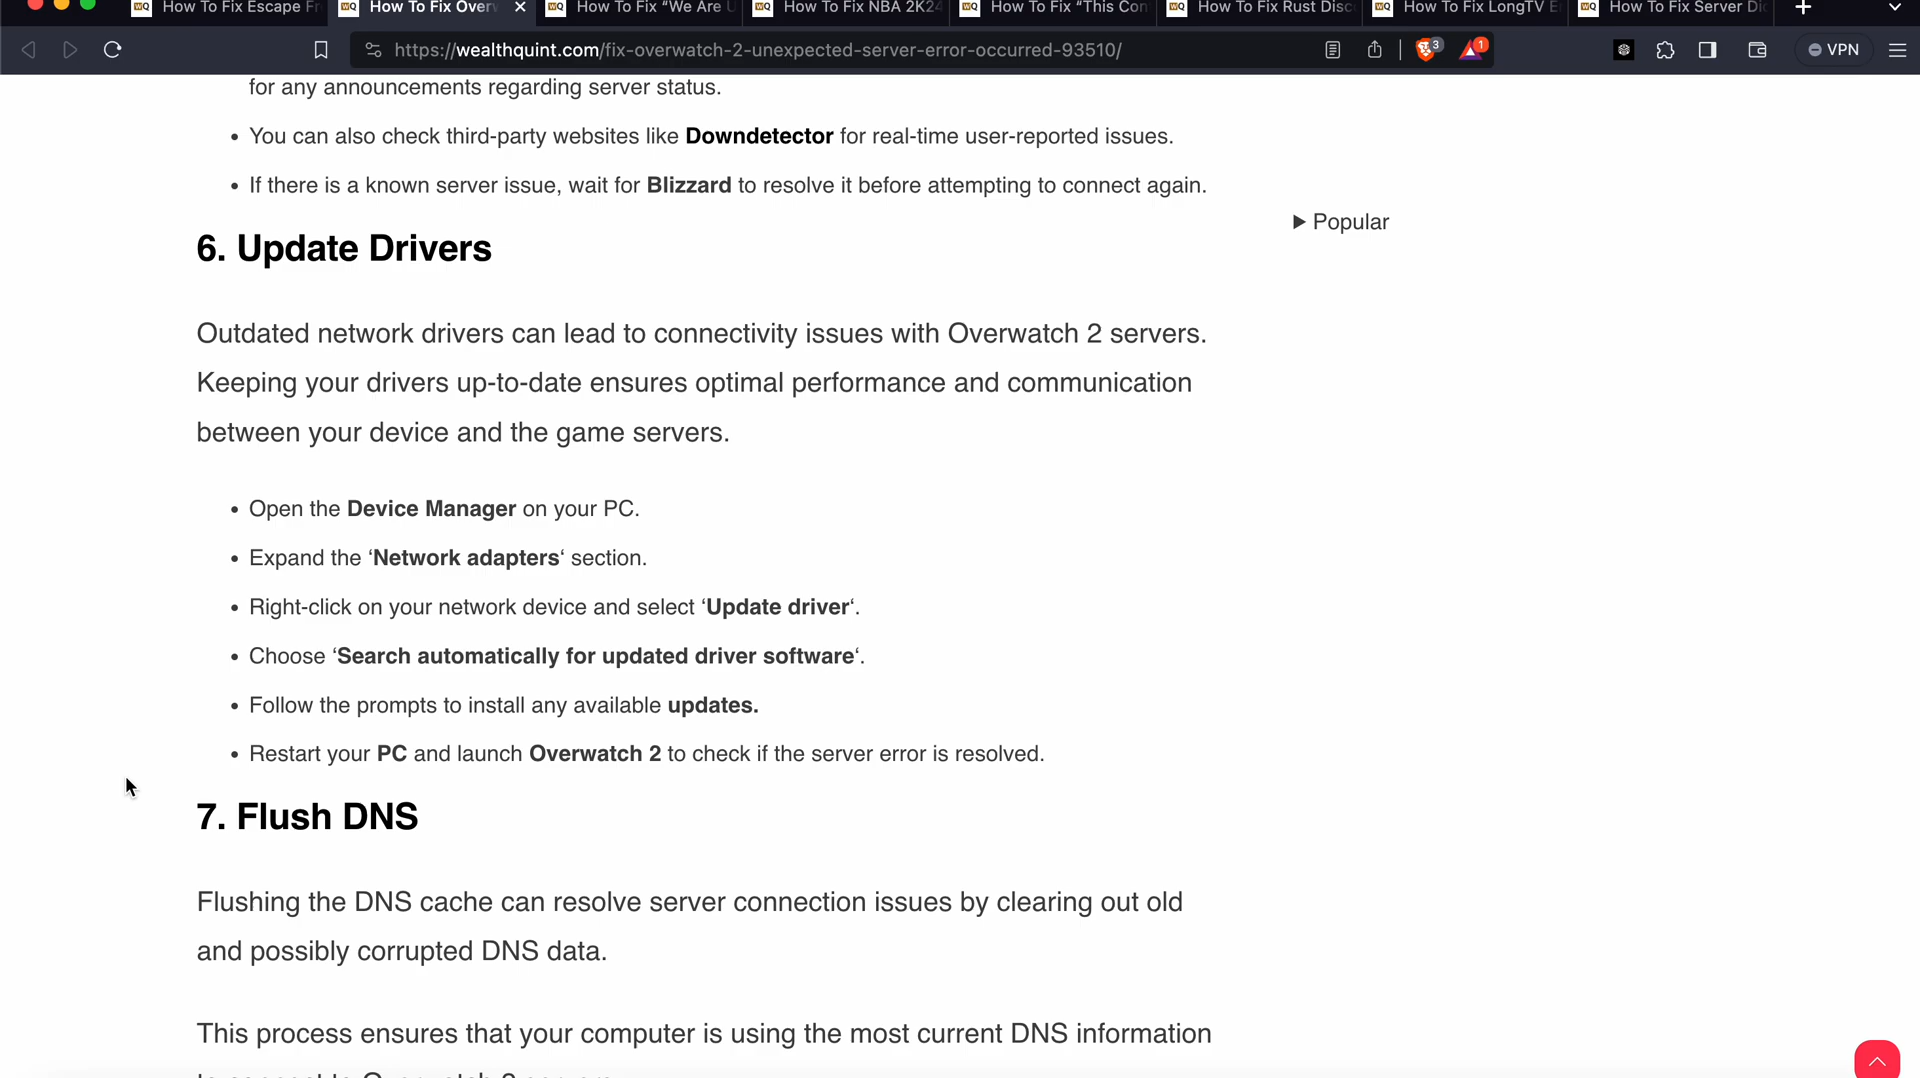 How To Fix Escape Fr
How To Fix Over
How To Fix “We Are U
How To Fix NBA 2K24
How To Fix “This Con
How To Fix Rust Disc
How To Fix LongTV E
How To Fix Server Di
https://wealthquint.com/fix-overwatch-2-unexpected-server-error-occurred-93510/
3
1
VPN
for any announcements regarding server status.
• You can also check third-party websites like Downdetector for real-time user-reported issues.
• If there is a known server issue, wait for Blizzard to resolve it before attempting to connect again.
▶ Popular
6. Update Drivers
Outdated network drivers can lead to connectivity issues with Overwatch 2 servers.
Keeping your drivers up-to-date ensures optimal performance and communication
between your device and the game servers.
• Open the Device Manager on your PC.
• Expand the ‘Network adapters‘ section.
• Right-click on your network device and select ‘Update driver‘.
• Choose ‘Search automatically for updated driver software‘.
• Follow the prompts to install any available updates.
• Restart your PC and launch Overwatch 2 to check if the server error is resolved.
7. Flush DNS
Flushing the DNS cache can resolve server connection issues by clearing out old
and possibly corrupted DNS data.
This process ensures that your computer is using the most current DNS information
to connect to Overwatch 2 servers.